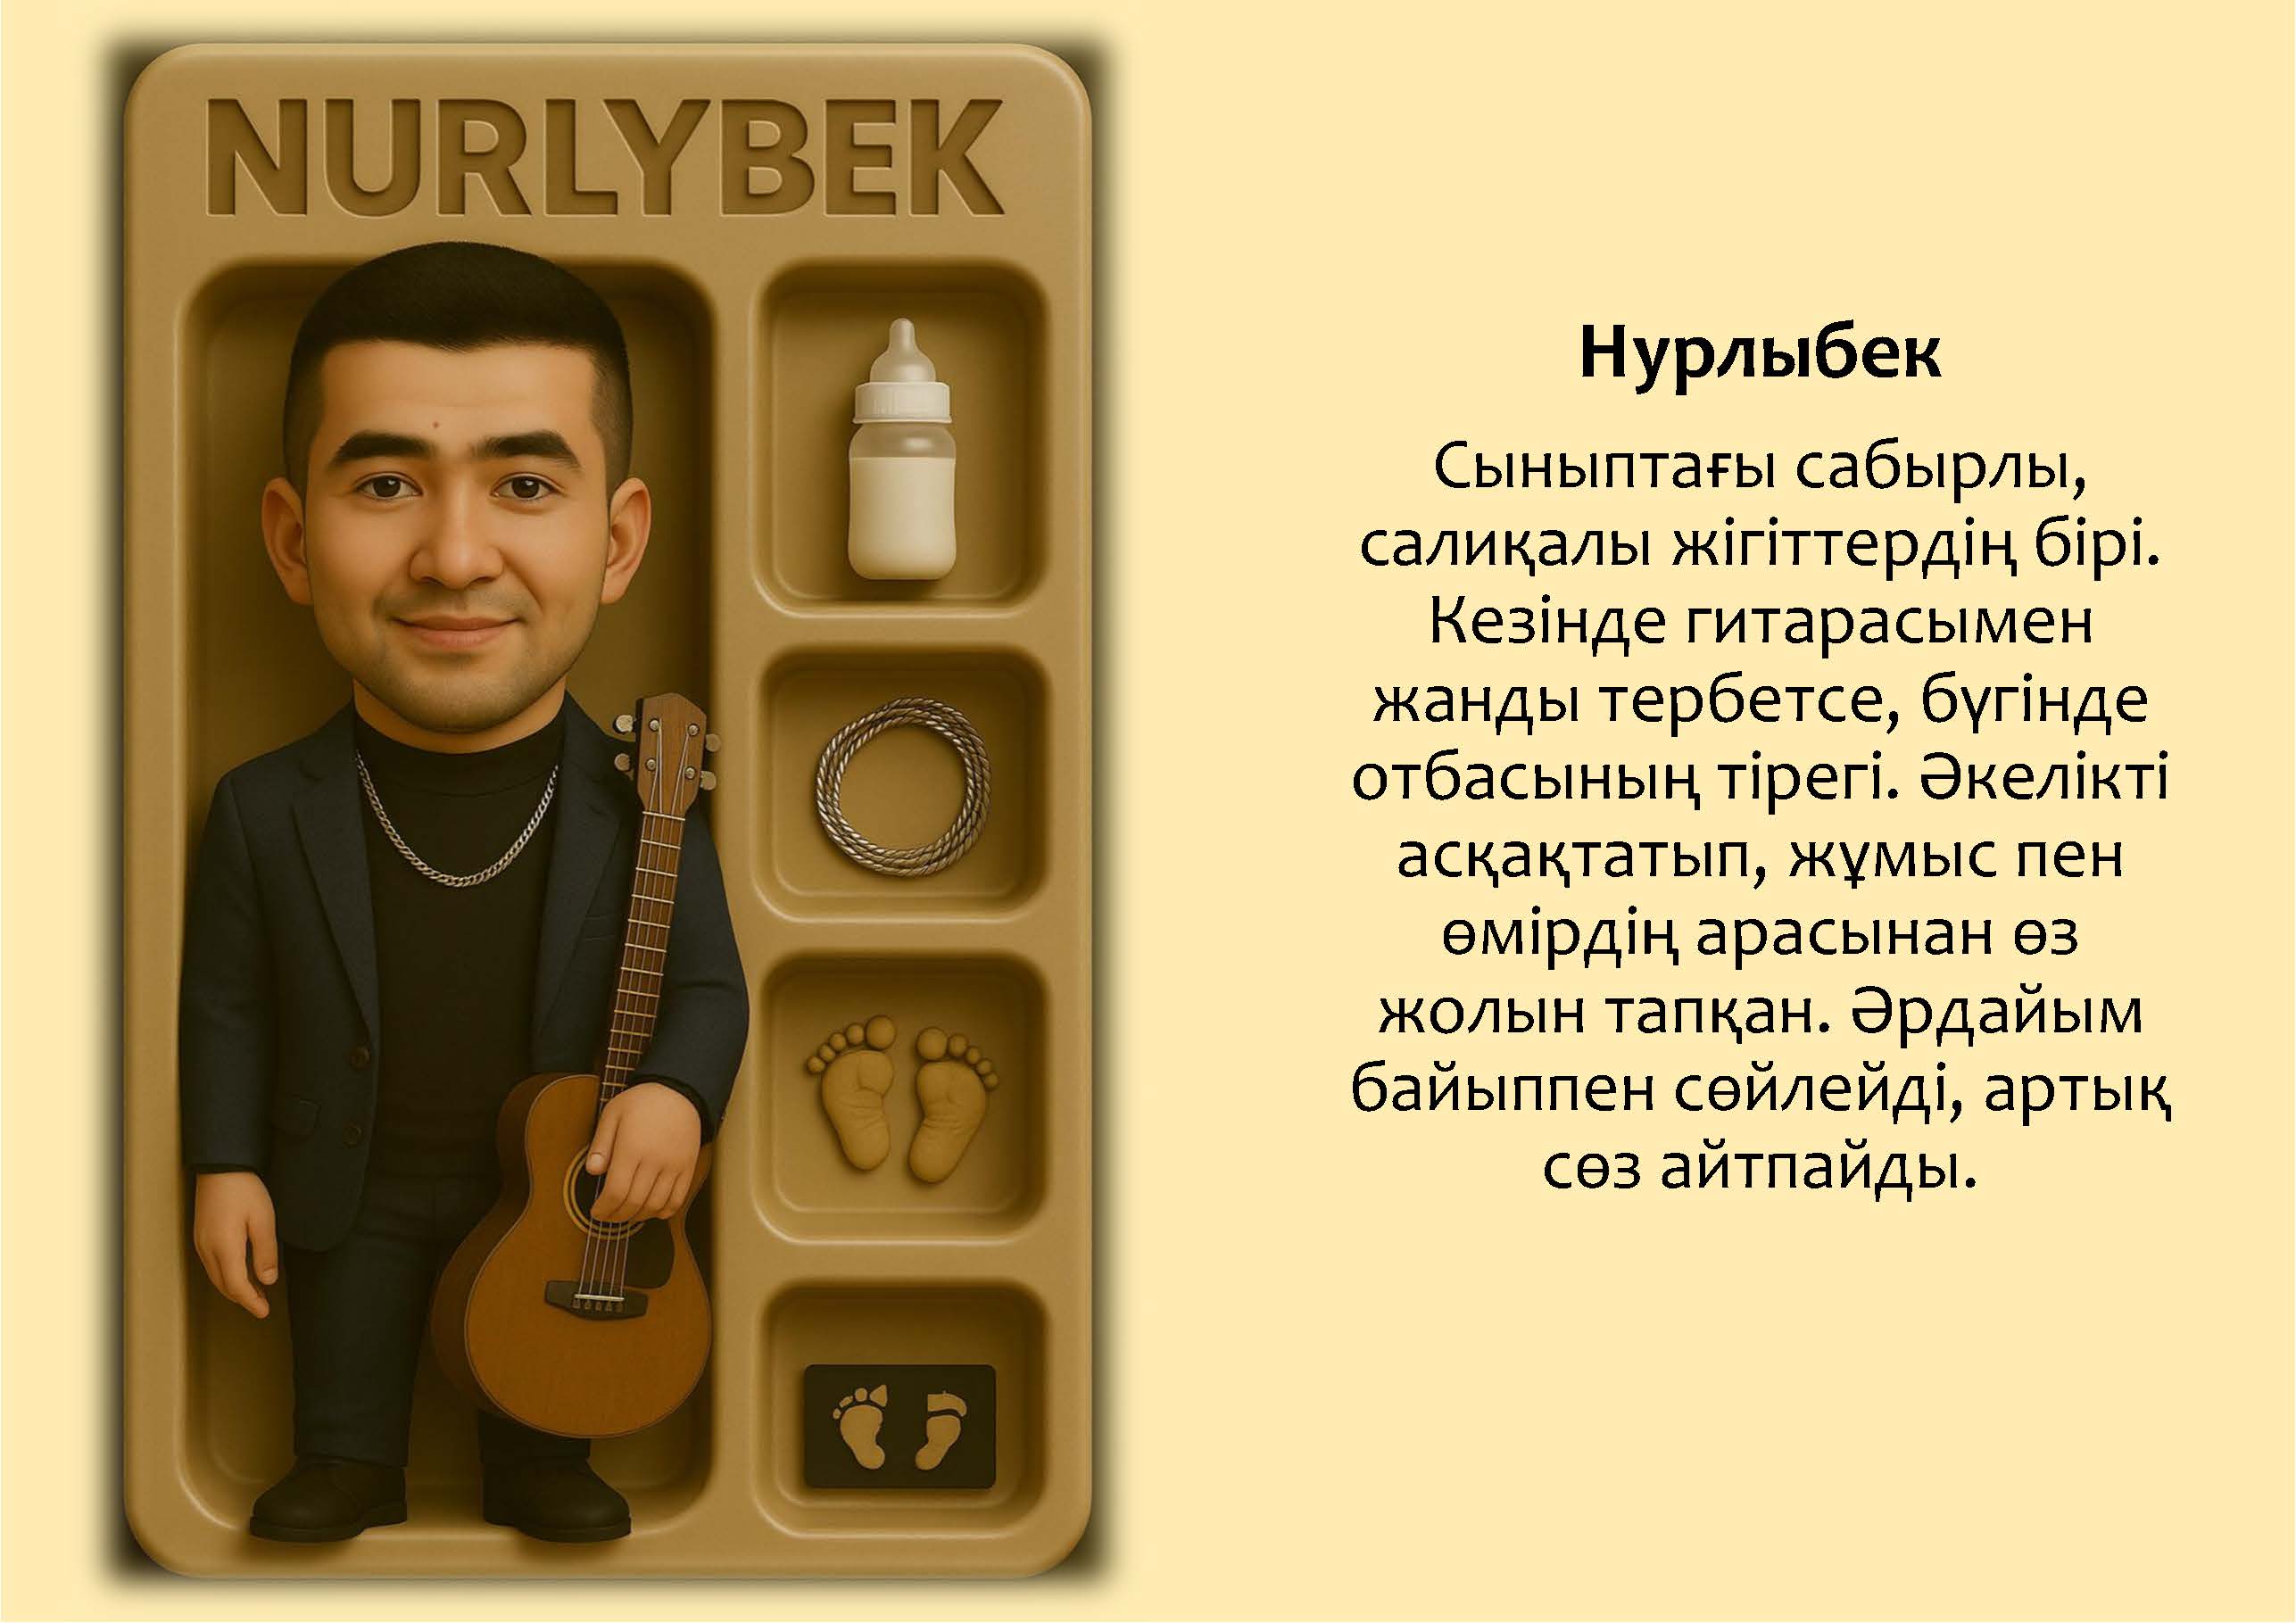 NURLYBEK
Нурлыбек
Сыныптағы сабырлы,
салиқалы жігіттердің бірі.
Кезінде гитарасымен
жанды тербетсе, бүгінде
отбасының тірегі. Әкелікті
асқақтатып, жұмыс пен
өмірдің арасынан өз
жолын тапқан. Әрдайым
байыппен сөйлейді, артық
сөз айтпайды.